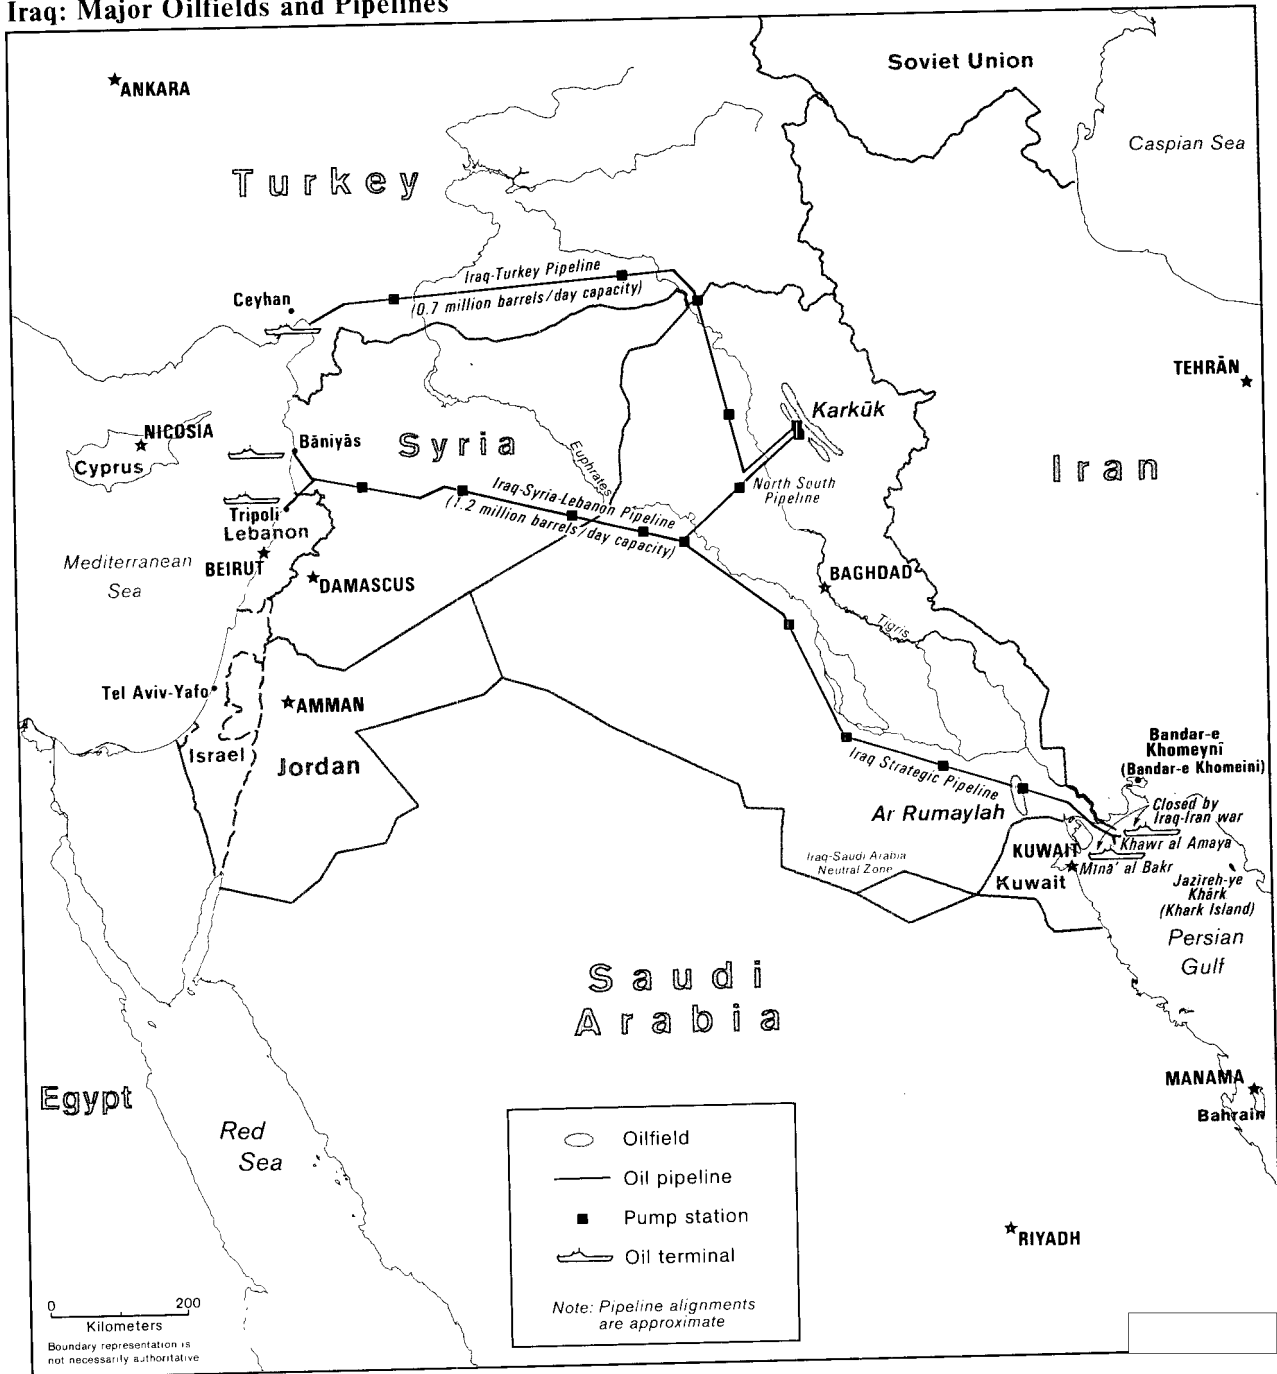 Iraq: Major Oilfields and Pipelines
Soviet Union
ANKARA
Caspian Sea
Turkey
Iraq-Turkey Pipeline
(0.7 million barrels/day capacity)
Ceyhan
TEHRĀN
Karkūk
NICOSIA
Cyprus
Bāniyās
Syria
Euphrates
Iran
North South
Pipeline
Iraq-Syria-Lebanon Pipeline
(1.2 million barrels/day capacity)
Tripoli
Lebanon
Mediterranean
Sea
BEIRUT
DAMASCUS
BAGHDAD
Tigris
Tel Aviv-Yafo
AMMAN
Israel
Jordan
Bandar-e
Khomeynī
(Bandar-e Khomeini)
Iraq Strategic Pipeline
Ar Rumaylah
Closed by
Iraq-Iran war
Khawr al Amaya
Mīnā' al Bakr
KUWAIT
Kuwait
Iraq-Saudi Arabia
Neutral Zone
Jazīreh-ye
Khārk
(Khark Island)
Persian
Gulf
Saudi
Arabia
MANAMA
Bahrain
Egypt
Red
Sea
RIYADH
Oilfield
Oil pipeline
Pump station
Oil terminal
Note: Pipeline alignments
are approximate
0 200
Kilometers
Boundary representation is
not necessarily authoritative